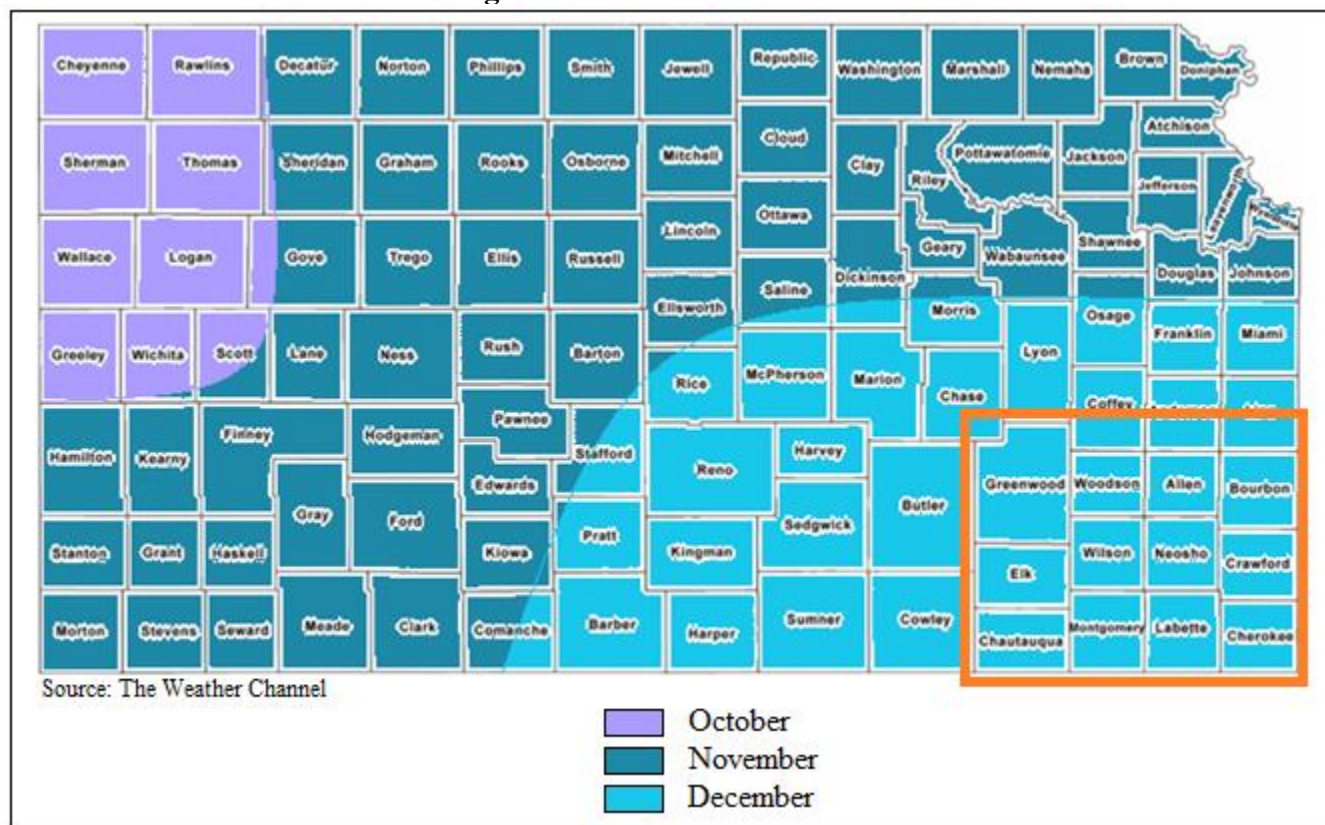 Cheyenne Rawlins Decatur Norton Phillips Smith Jewell Republic Washington Marshall Nemaha Brown Doniphan
Sherman Thomas Sheridan Graham Rooks Osborne Mitchell Cloud Clay Riley Pottawatomie Jackson Atchison
Jefferson Leavenworth Wyandotte
Wallace Logan Gove Trego Ellis Russell Lincoln Ottawa Dickinson Geary Wabaunsee Shawnee Douglas Johnson
Ellsworth Saline Morris Osage Franklin Miami
Greeley Wichita Scott Lane Ness Rush Barton Rice McPherson Marion Chase Lyon Coffey
Hamilton Kearny Finney Hodgeman Pawnee Stafford Reno Harvey Butler Greenwood Woodson Allen Bourbon
Gray Ford Edwards Sedgwick
Stanton Grant Haskell Kiowa Pratt Kingman Elk Wilson Neosho Crawford
Morton Stevens Seward Meade Clark Comanche Barber Harper Sumner Cowley Chautauqua Montgomery Labette Cherokee
Source: The Weather Channel
October
November
December